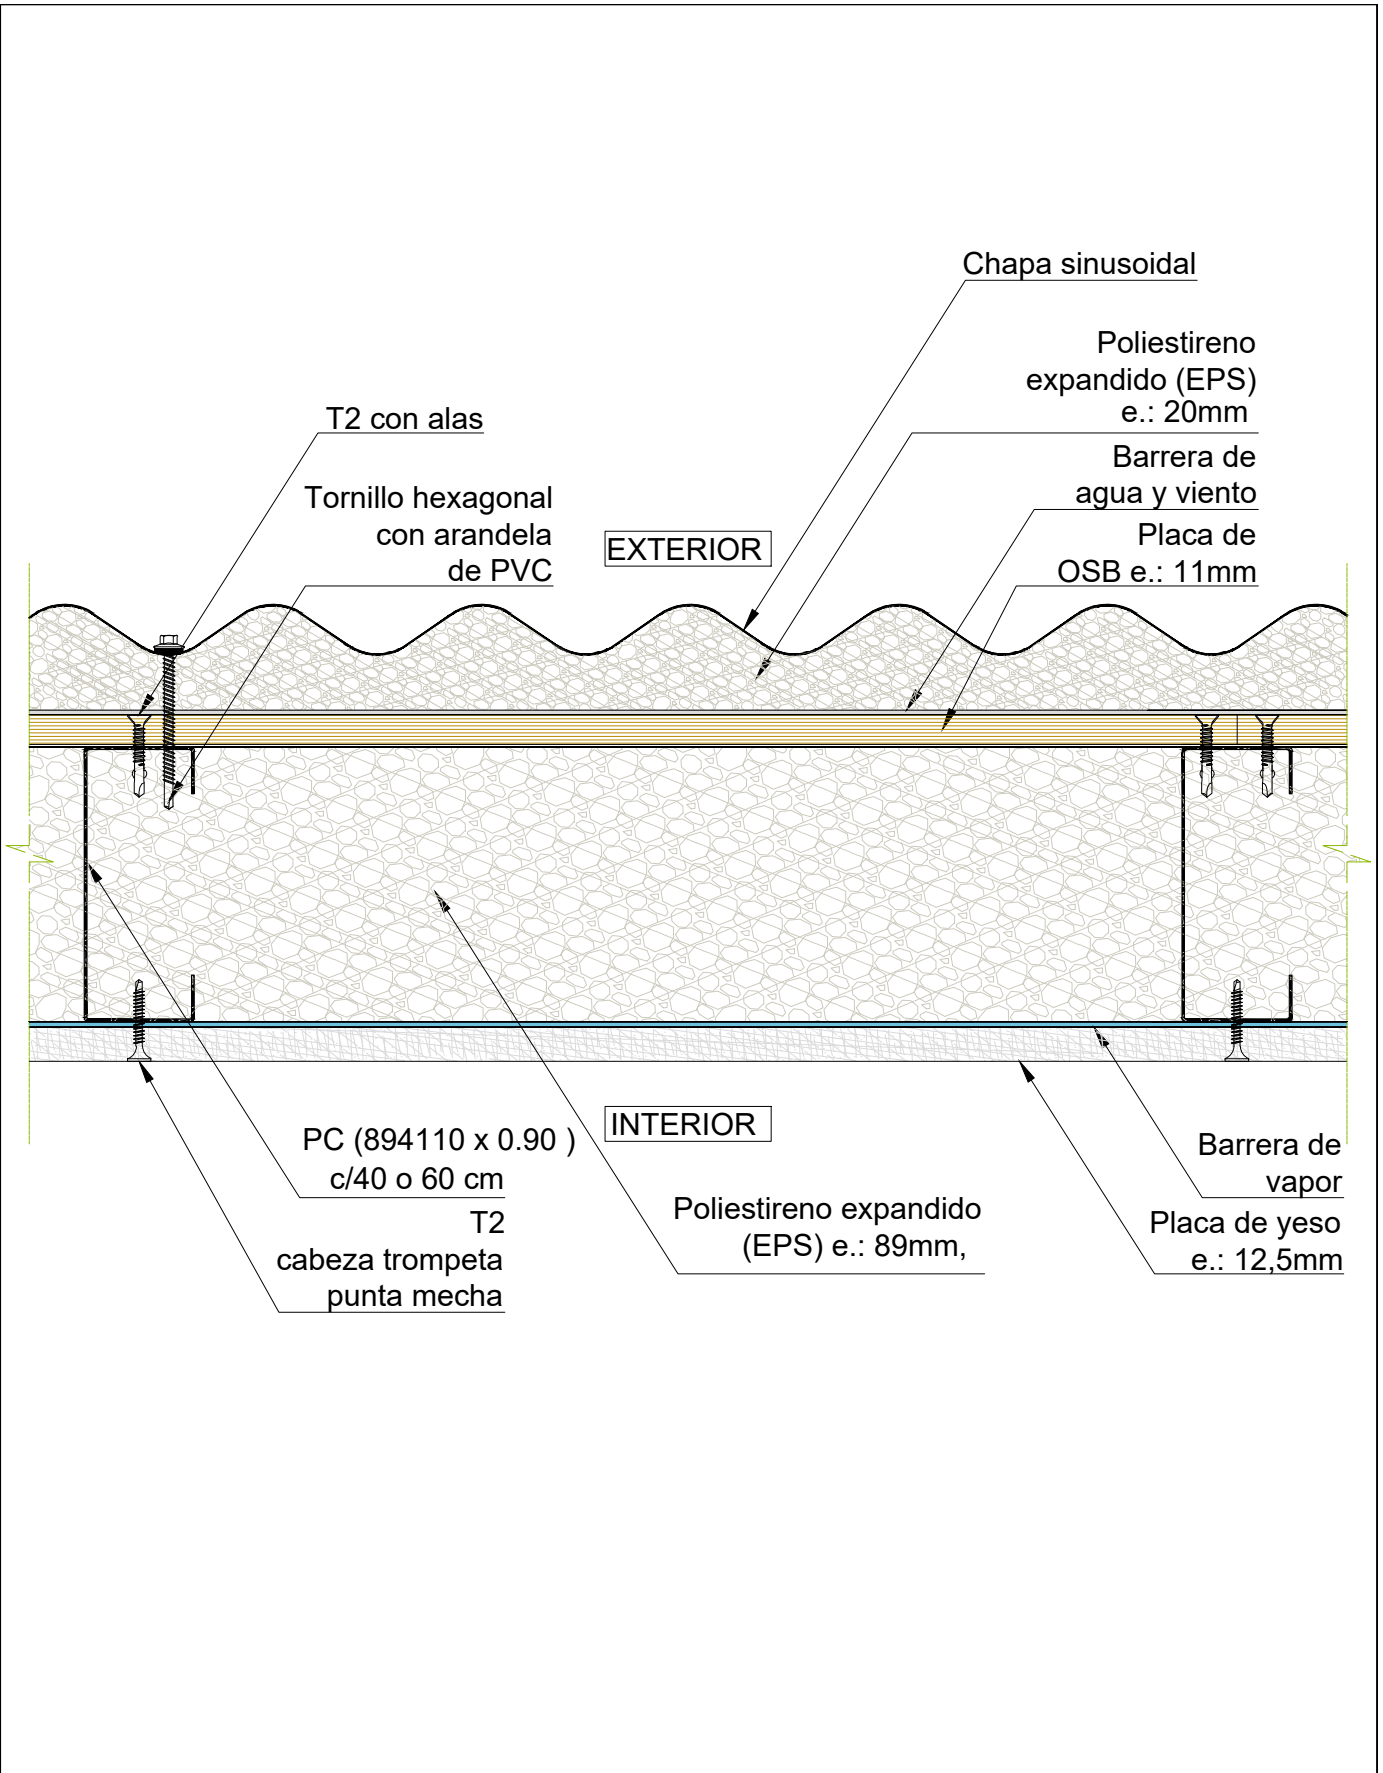 Chapa sinusoidal
Poliestireno
expandido (EPS)
e.: 20mm
T2 con alas
Barrera de
agua y viento
Tornillo hexagonal
con arandela
de PVC
EXTERIOR
Placa de
OSB e.: 11mm
INTERIOR
PC (894110 x 0.90 )
c/40 o 60 cm
T2
cabeza trompeta
punta mecha
Poliestireno expandido
(EPS) e.: 89mm,
Barrera de
vapor
Placa de yeso
e.: 12,5mm